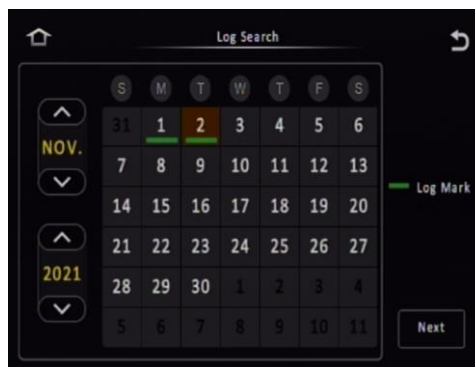 Log Search
S M T W T F S
31 1 2 3 4 5 6
NOV.
7 8 9 10 11 12 13
Log Mark
14 15 16 17 18 19 20
21 22 23 24 25 26 27
2021
28 29 30 1 2 3 4
5 6 7 8 9 10 11
Next